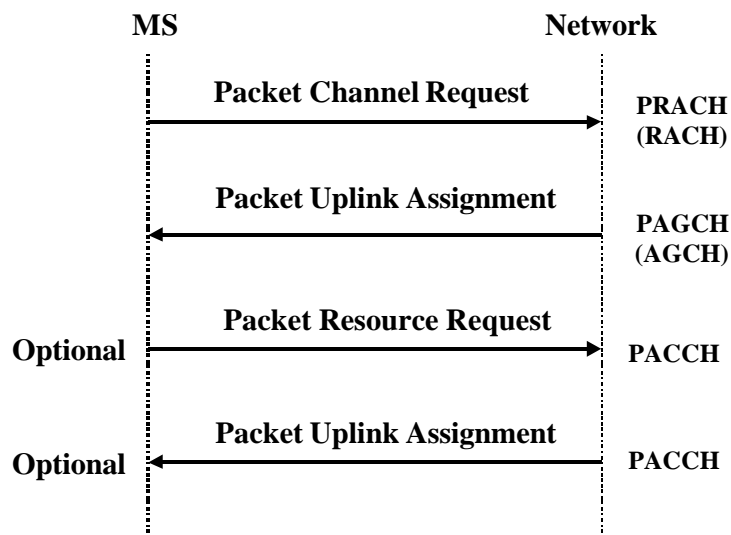 MS
Network
Packet Channel Request
PRACH
(RACH)
Packet Uplink Assignment
PAGCH
(AGCH)
Packet Resource Request
Optional
PACCH
Packet Uplink Assignment
Optional
PACCH